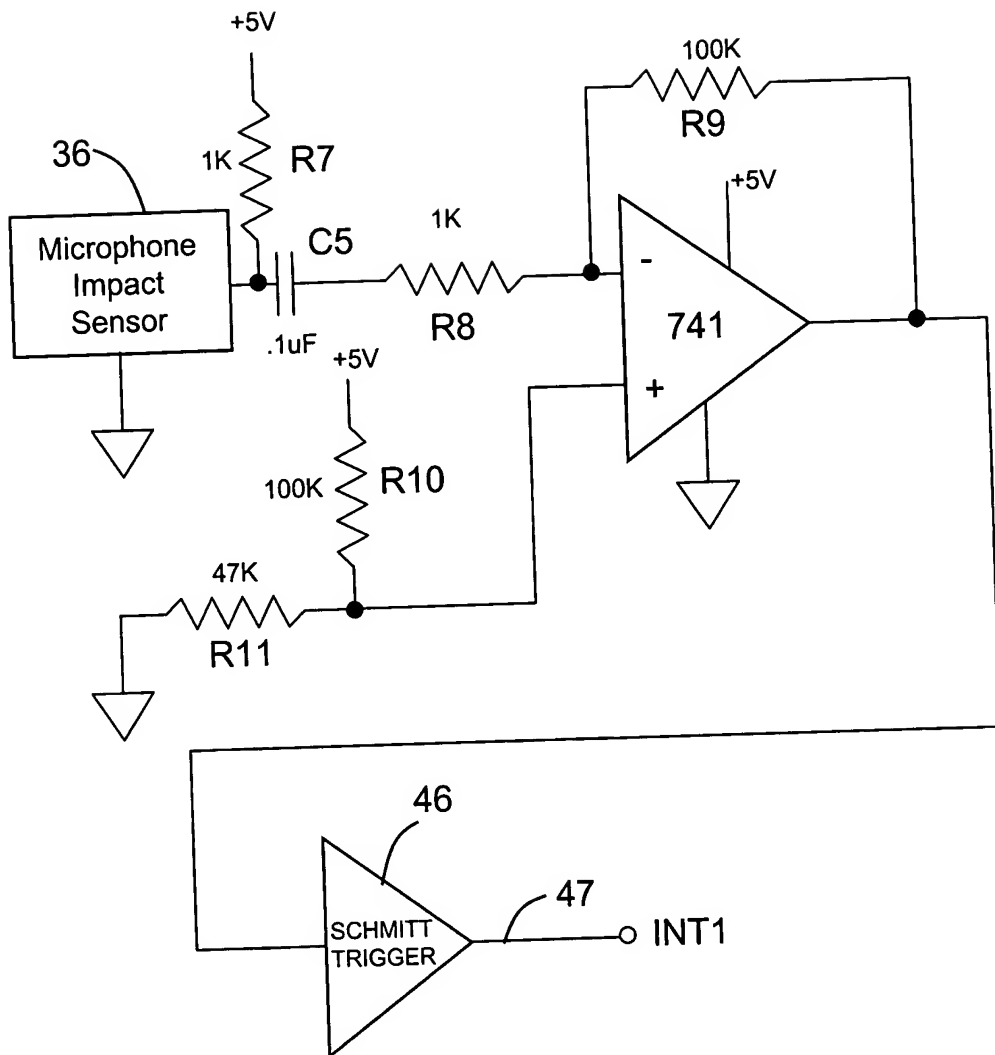 +5V
100K
R9
36
1K
R7
+5V
Microphone
Impact
Sensor
C5
1K
-
741
R8
.1uF
+5V
+
100K
R10
47K
R11
46
47
SCHMITT
TRIGGER
INT1